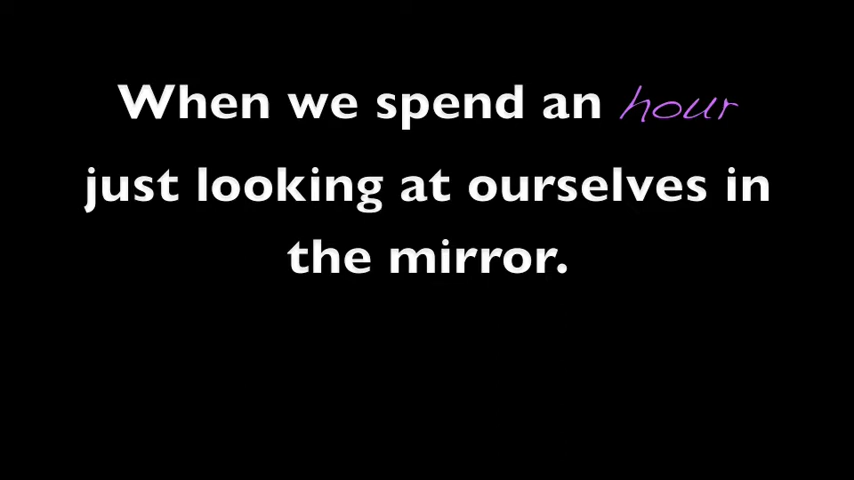 When we spend an hour
just looking at ourselves in
the mirror.